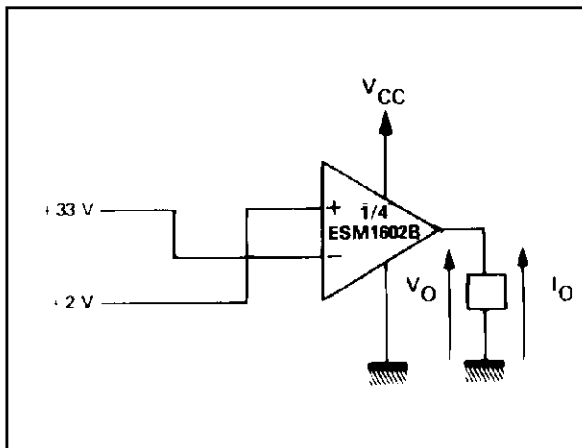 VCC
+33 V
+
1/4
ESM1602B
−
+2 V
VO
IO